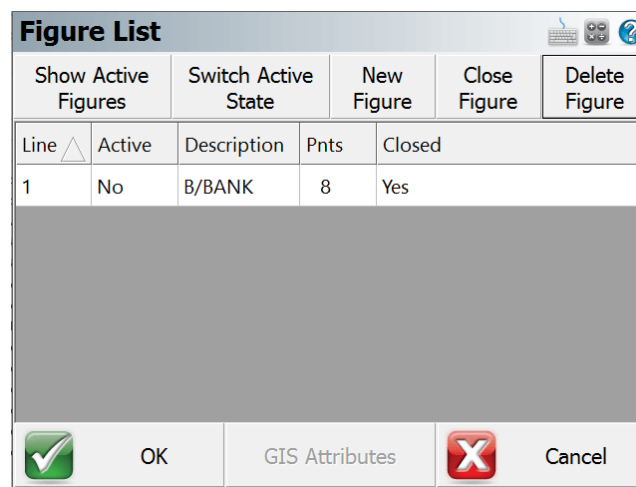 Figure List
Show Active Figures
Switch Active State
New Figure
Close Figure
Delete Figure
Line Active Description Pnts Closed
1 No B/BANK 8 Yes
OK GIS Attributes Cancel